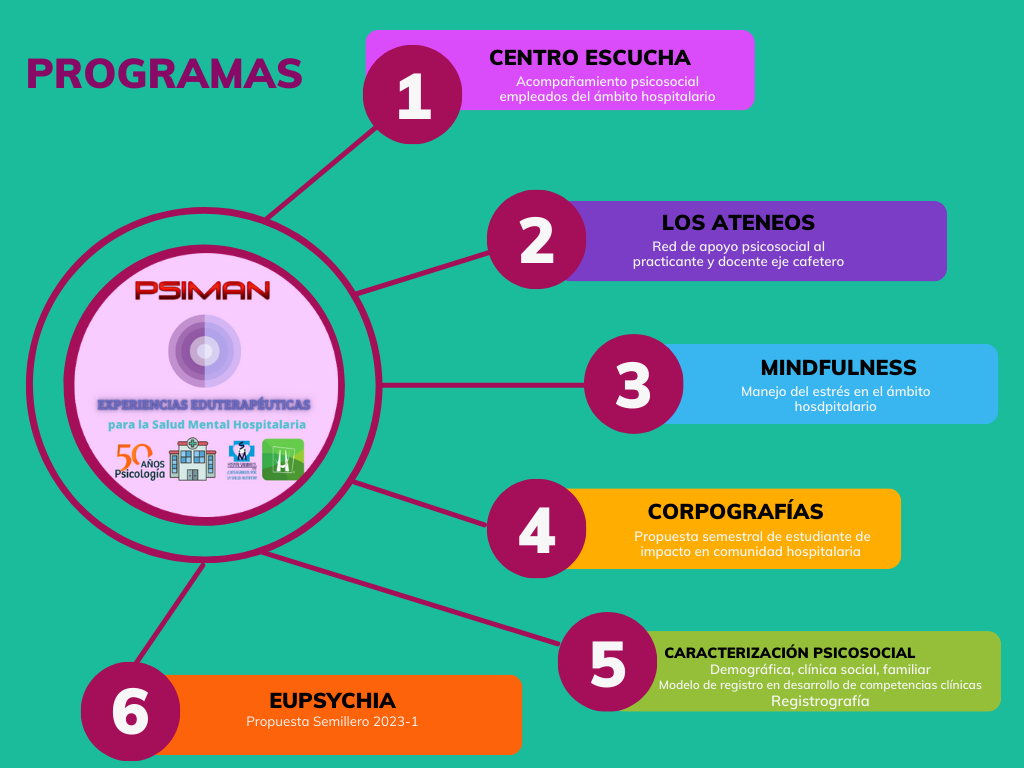 PROGRAMAS
1
CENTRO ESCUCHA
Acompañamiento psicosocial
empleados del ámbito hospitalario
2
LOS ATENEOS
Red de apoyo psicosocial al
practicante y docente eje cafetero
3
MINDFULNESS
Manejo del estrés en el ámbito
hosdpitalario
4
CORPOGRAFÍAS
Propuesta semestral de estudiante de
impacto en comunidad hospitalaria
5
CARACTERIZACIÓN PSICOSOCIAL
Demográfica, clínica social, familiar
Modelo de registro en desarrollo de competencias clínicas
Registrografía
6
EUPSYCHIA
Propuesta Semillero 2023-1
PSIMAN
EXPERIENCIAS EDUTERAPÉUTICAS
para la Salud Mental Hospitalaria
50 AÑOS
Psicología
S
M